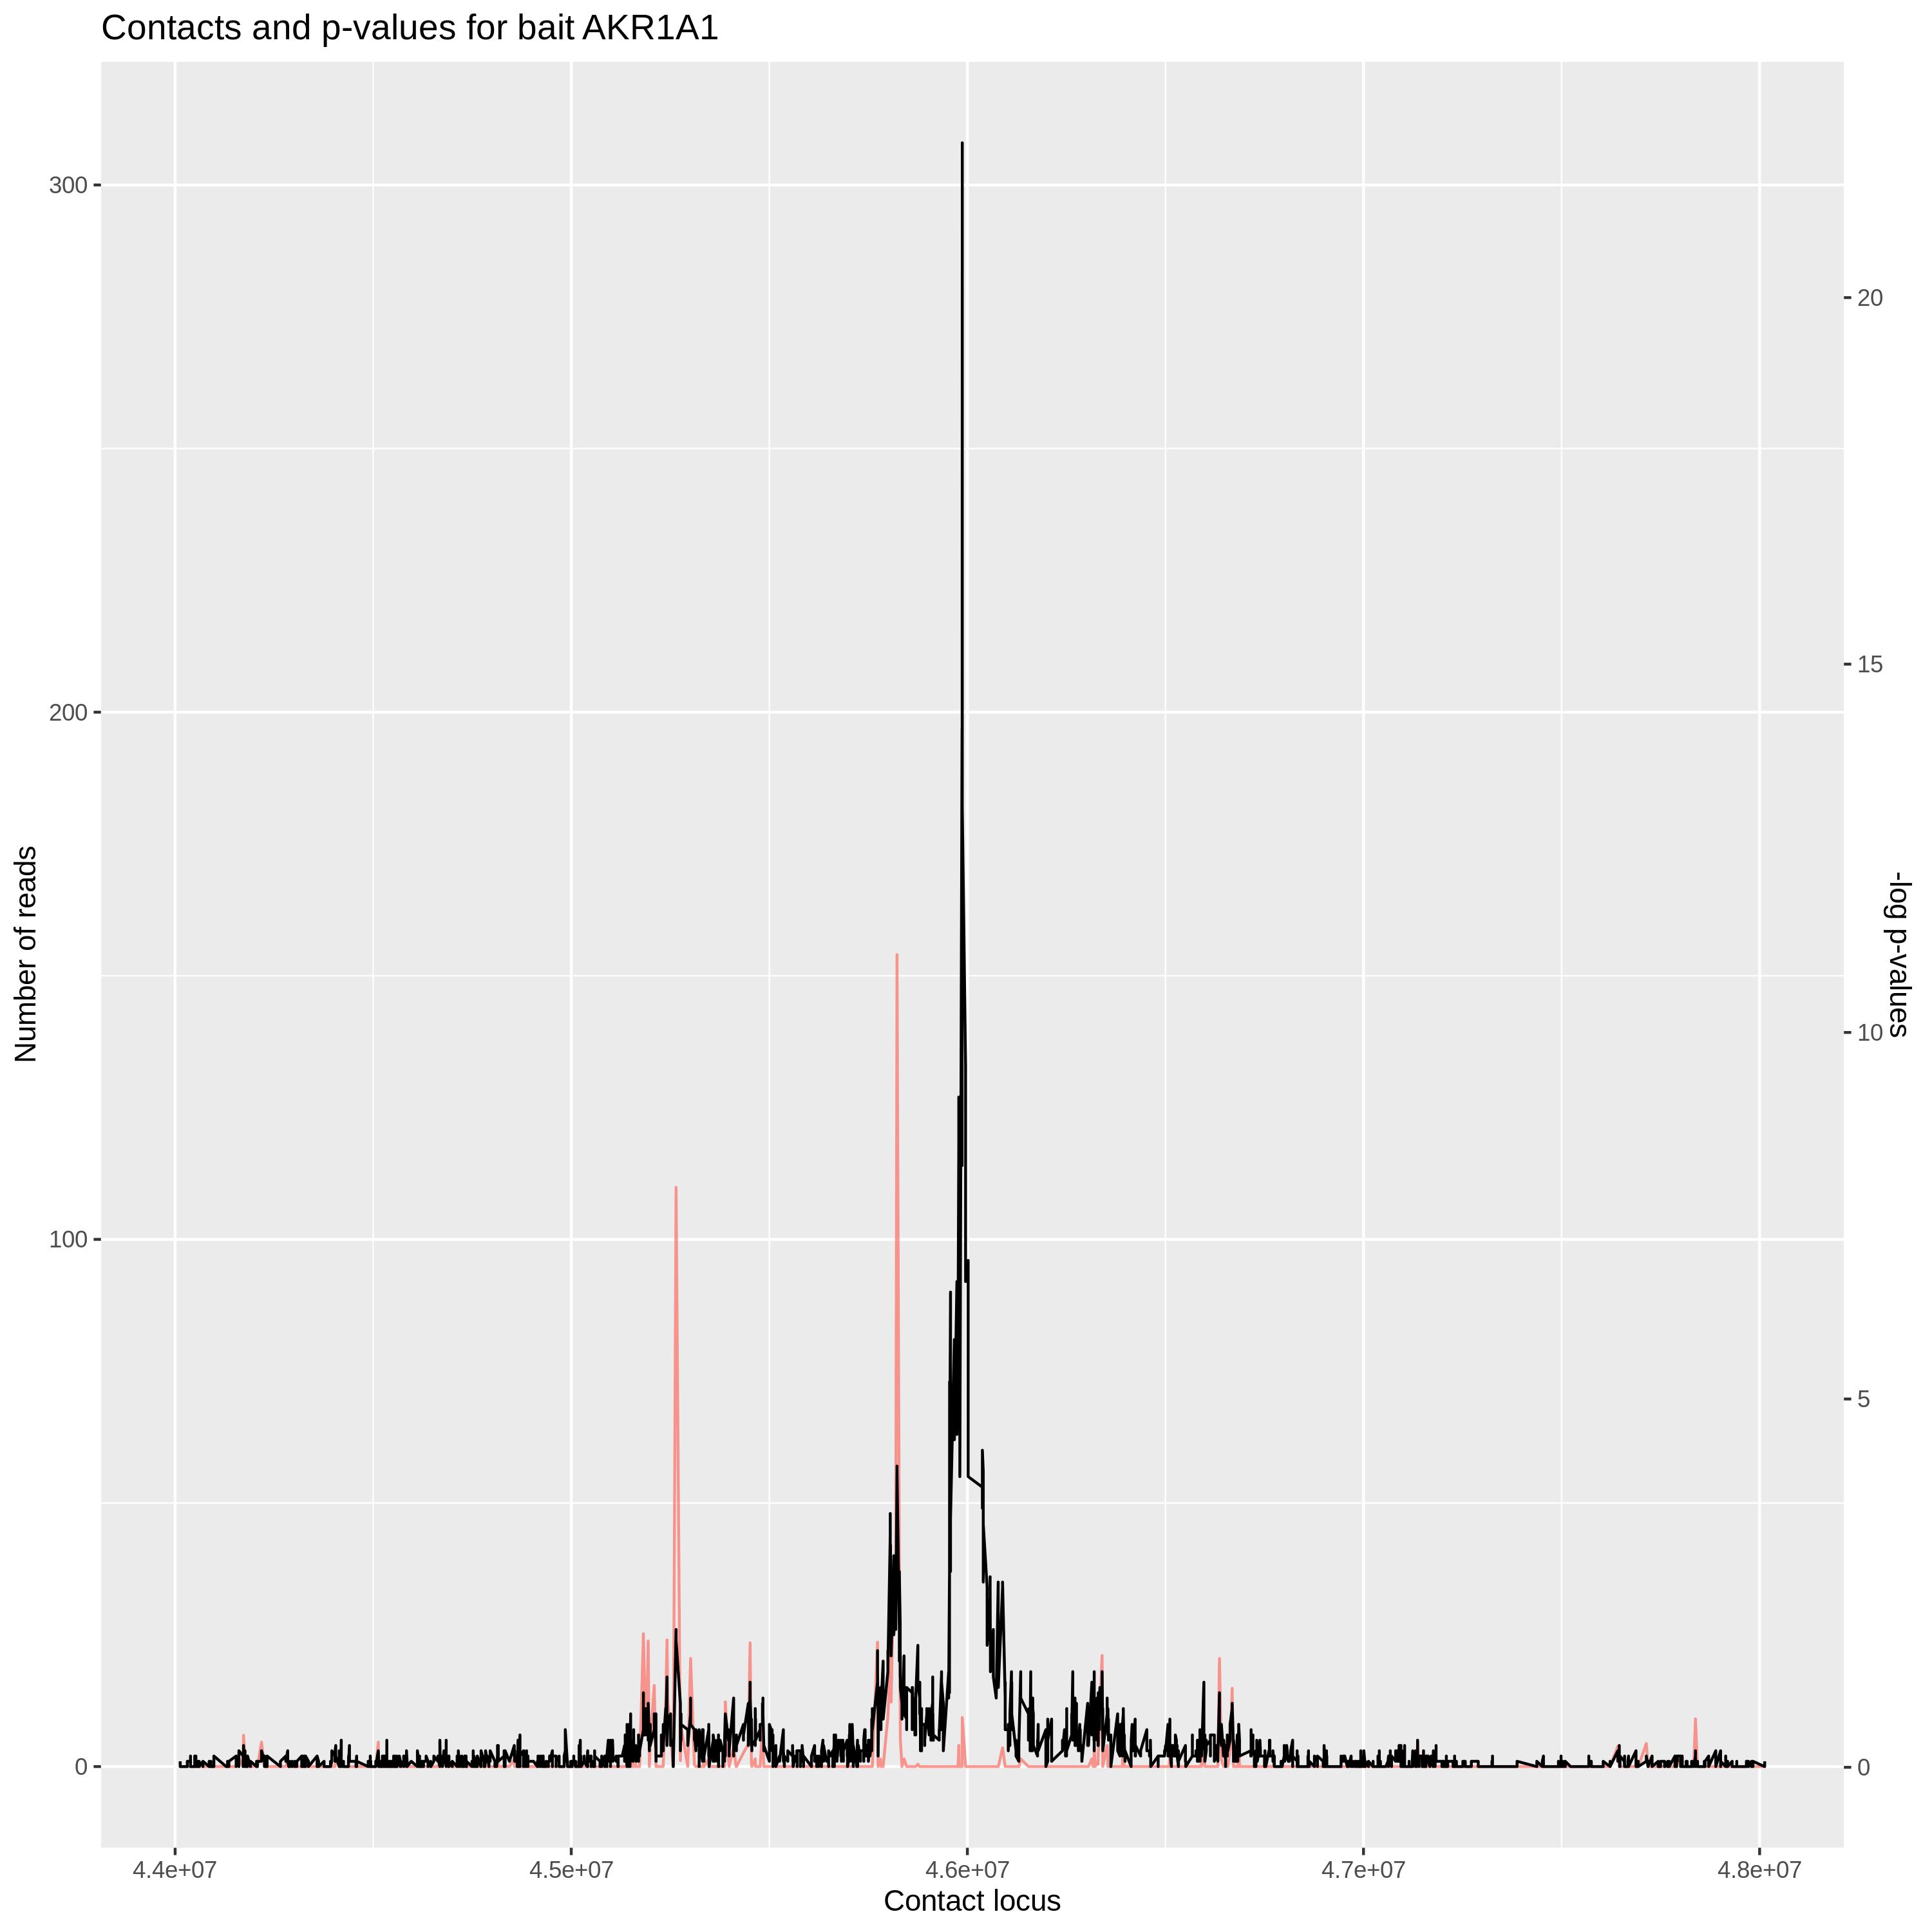 Contacts and p-values for bait AKR1A1
300
200
100
0
Number of reads
20
15
10
5
0
-log p-values
4.4e+07
4.5e+07
4.6e+07
4.7e+07
4.8e+07
Contact locus